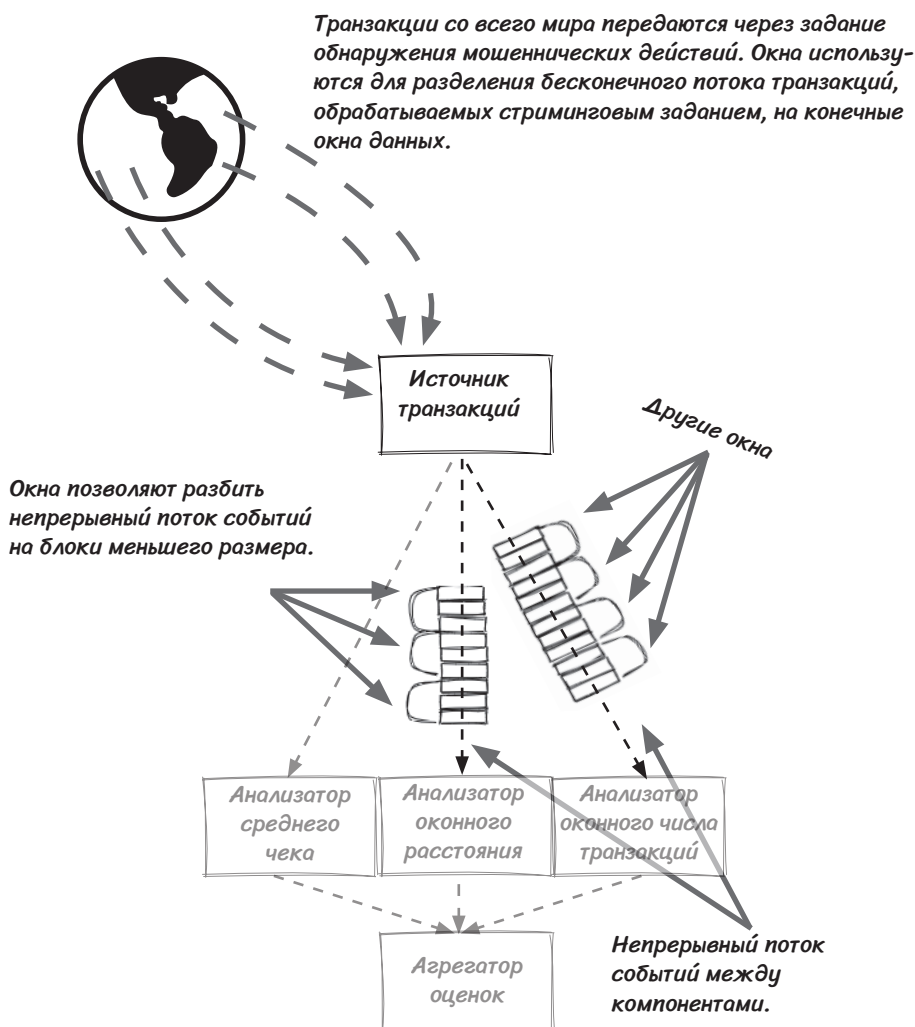 Транзакции со всего мира передаются через задание
обнаружения мошеннических действий. Окна использу-
ются для разделения бесконечного потока транзакций,
обрабатываемых стриминговым заданием, на конечные
окна данных.
Источник
транзакций
Другие окна
Окна позволяют разбить
непрерывный поток событий
на блоки меньшего размера.
Анализатор
среднего
чека
Анализатор
оконного
расстояния
Анализатор
оконного числа
транзакций
Агрегатор
оценок
Непрерывный поток
событий между
компонентами.